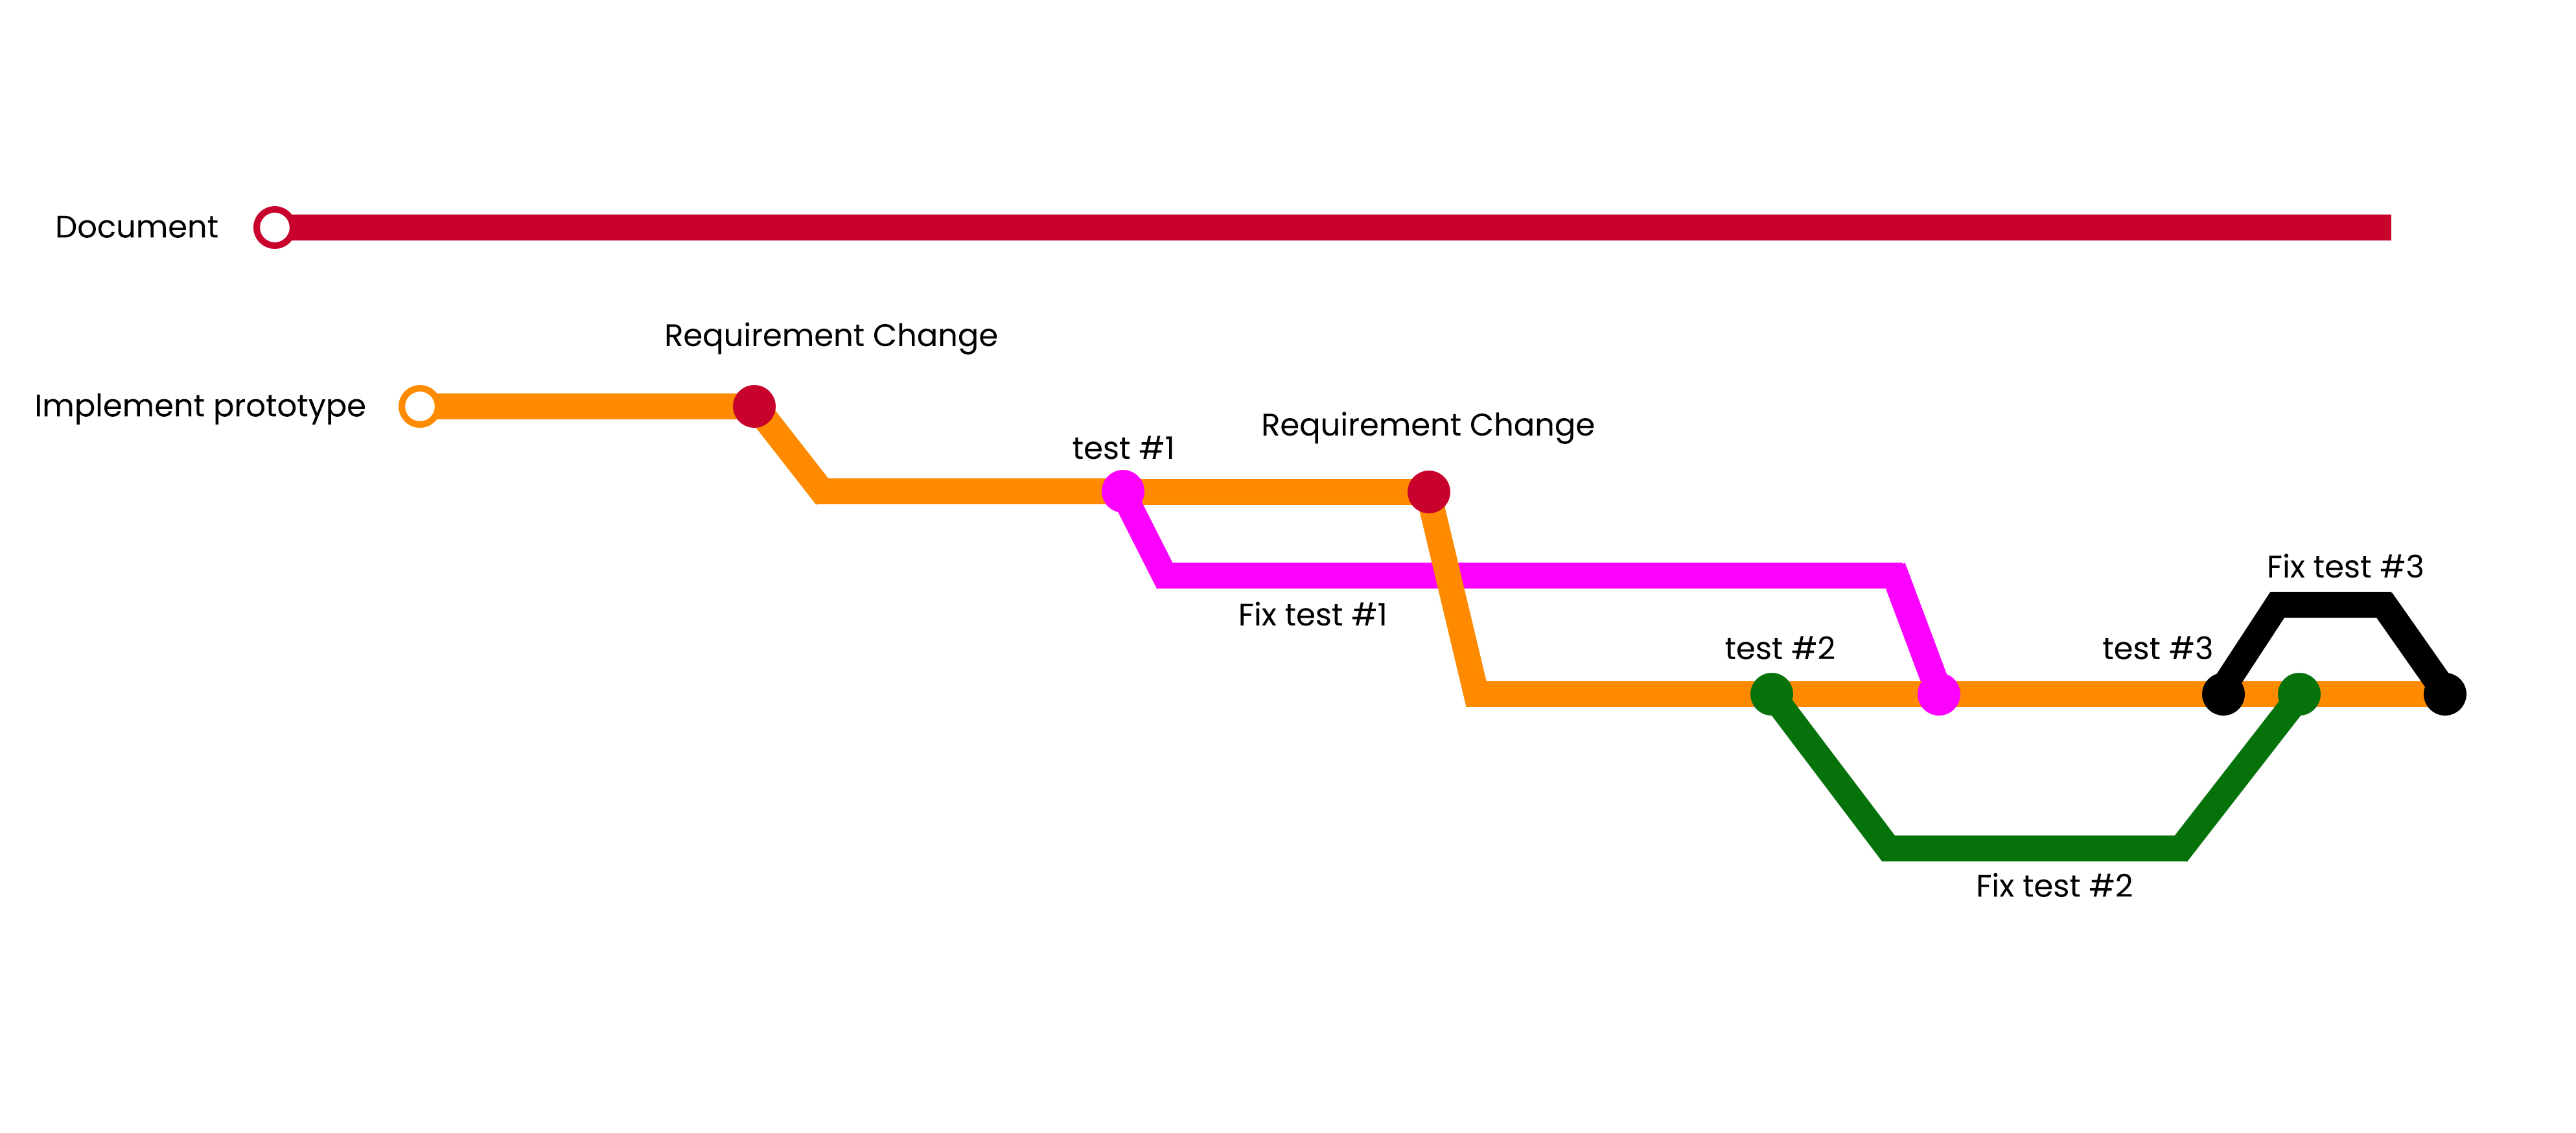 Document
Requirement Change
Implement prototype
Requirement Change
test #1
Fix test #1
Fix test #3
test #2
test #3
Fix test #2